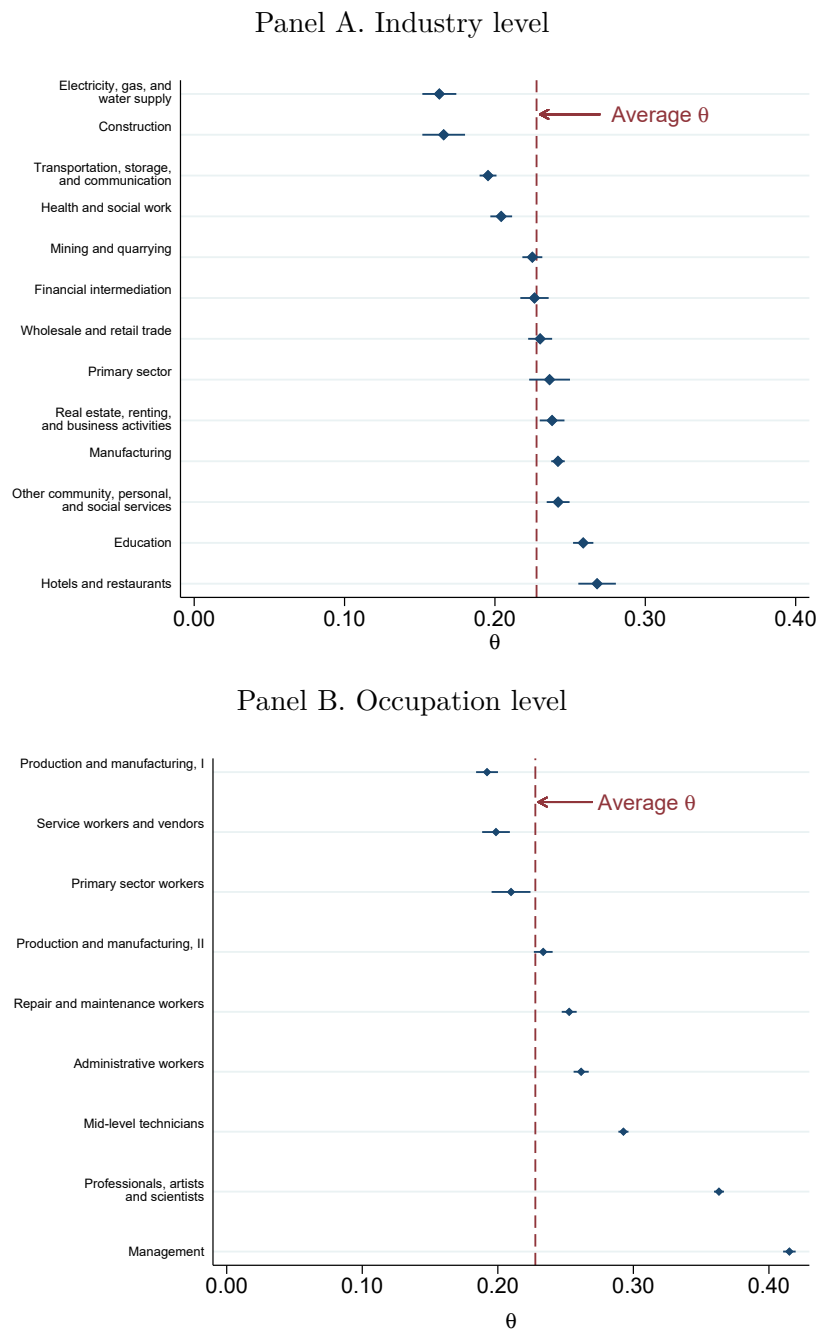 Panel A. Industry level
Electricity, gas, and
water supply
Average θ
Construction
Transportation, storage,
and communication
Health and social work
Mining and quarrying
Financial intermediation
Wholesale and retail trade
Primary sector
Real estate, renting,
and business activities
Manufacturing
Other community, personal,
and social services
Education
Hotels and restaurants
0.00 0.10 0.20 0.30 0.40
θ
Panel B. Occupation level
Production and manufacturing, I
Average θ
Service workers and vendors
Primary sector workers
Production and manufacturing, II
Repair and maintenance workers
Administrative workers
Mid-level technicians
Professionals, artists
and scientists
Management
0.00 0.10 0.20 0.30 0.40
θ